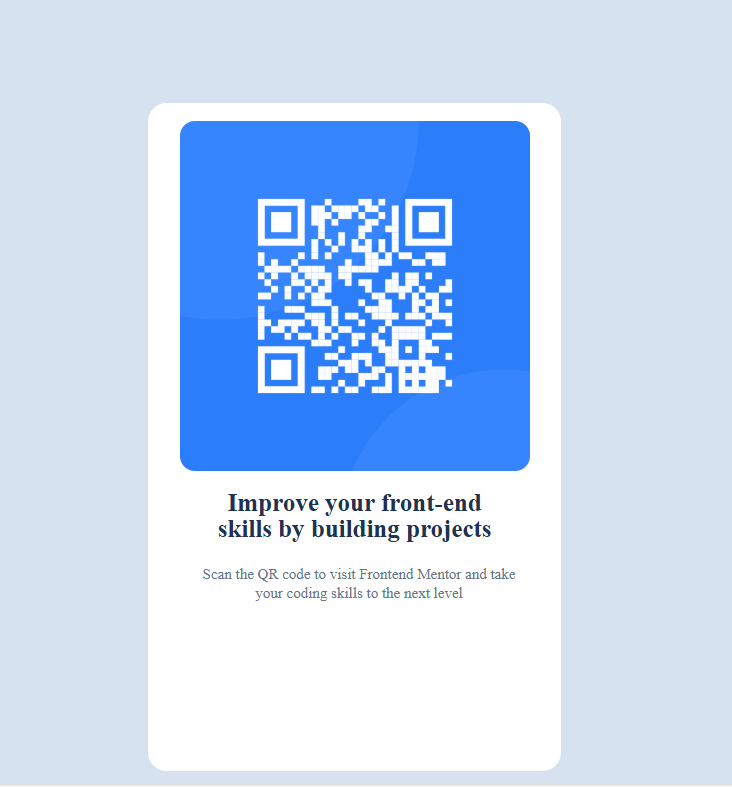 Improve your front-end
skills by building projects
Scan the QR code to visit Frontend Mentor and take
your coding skills to the next level